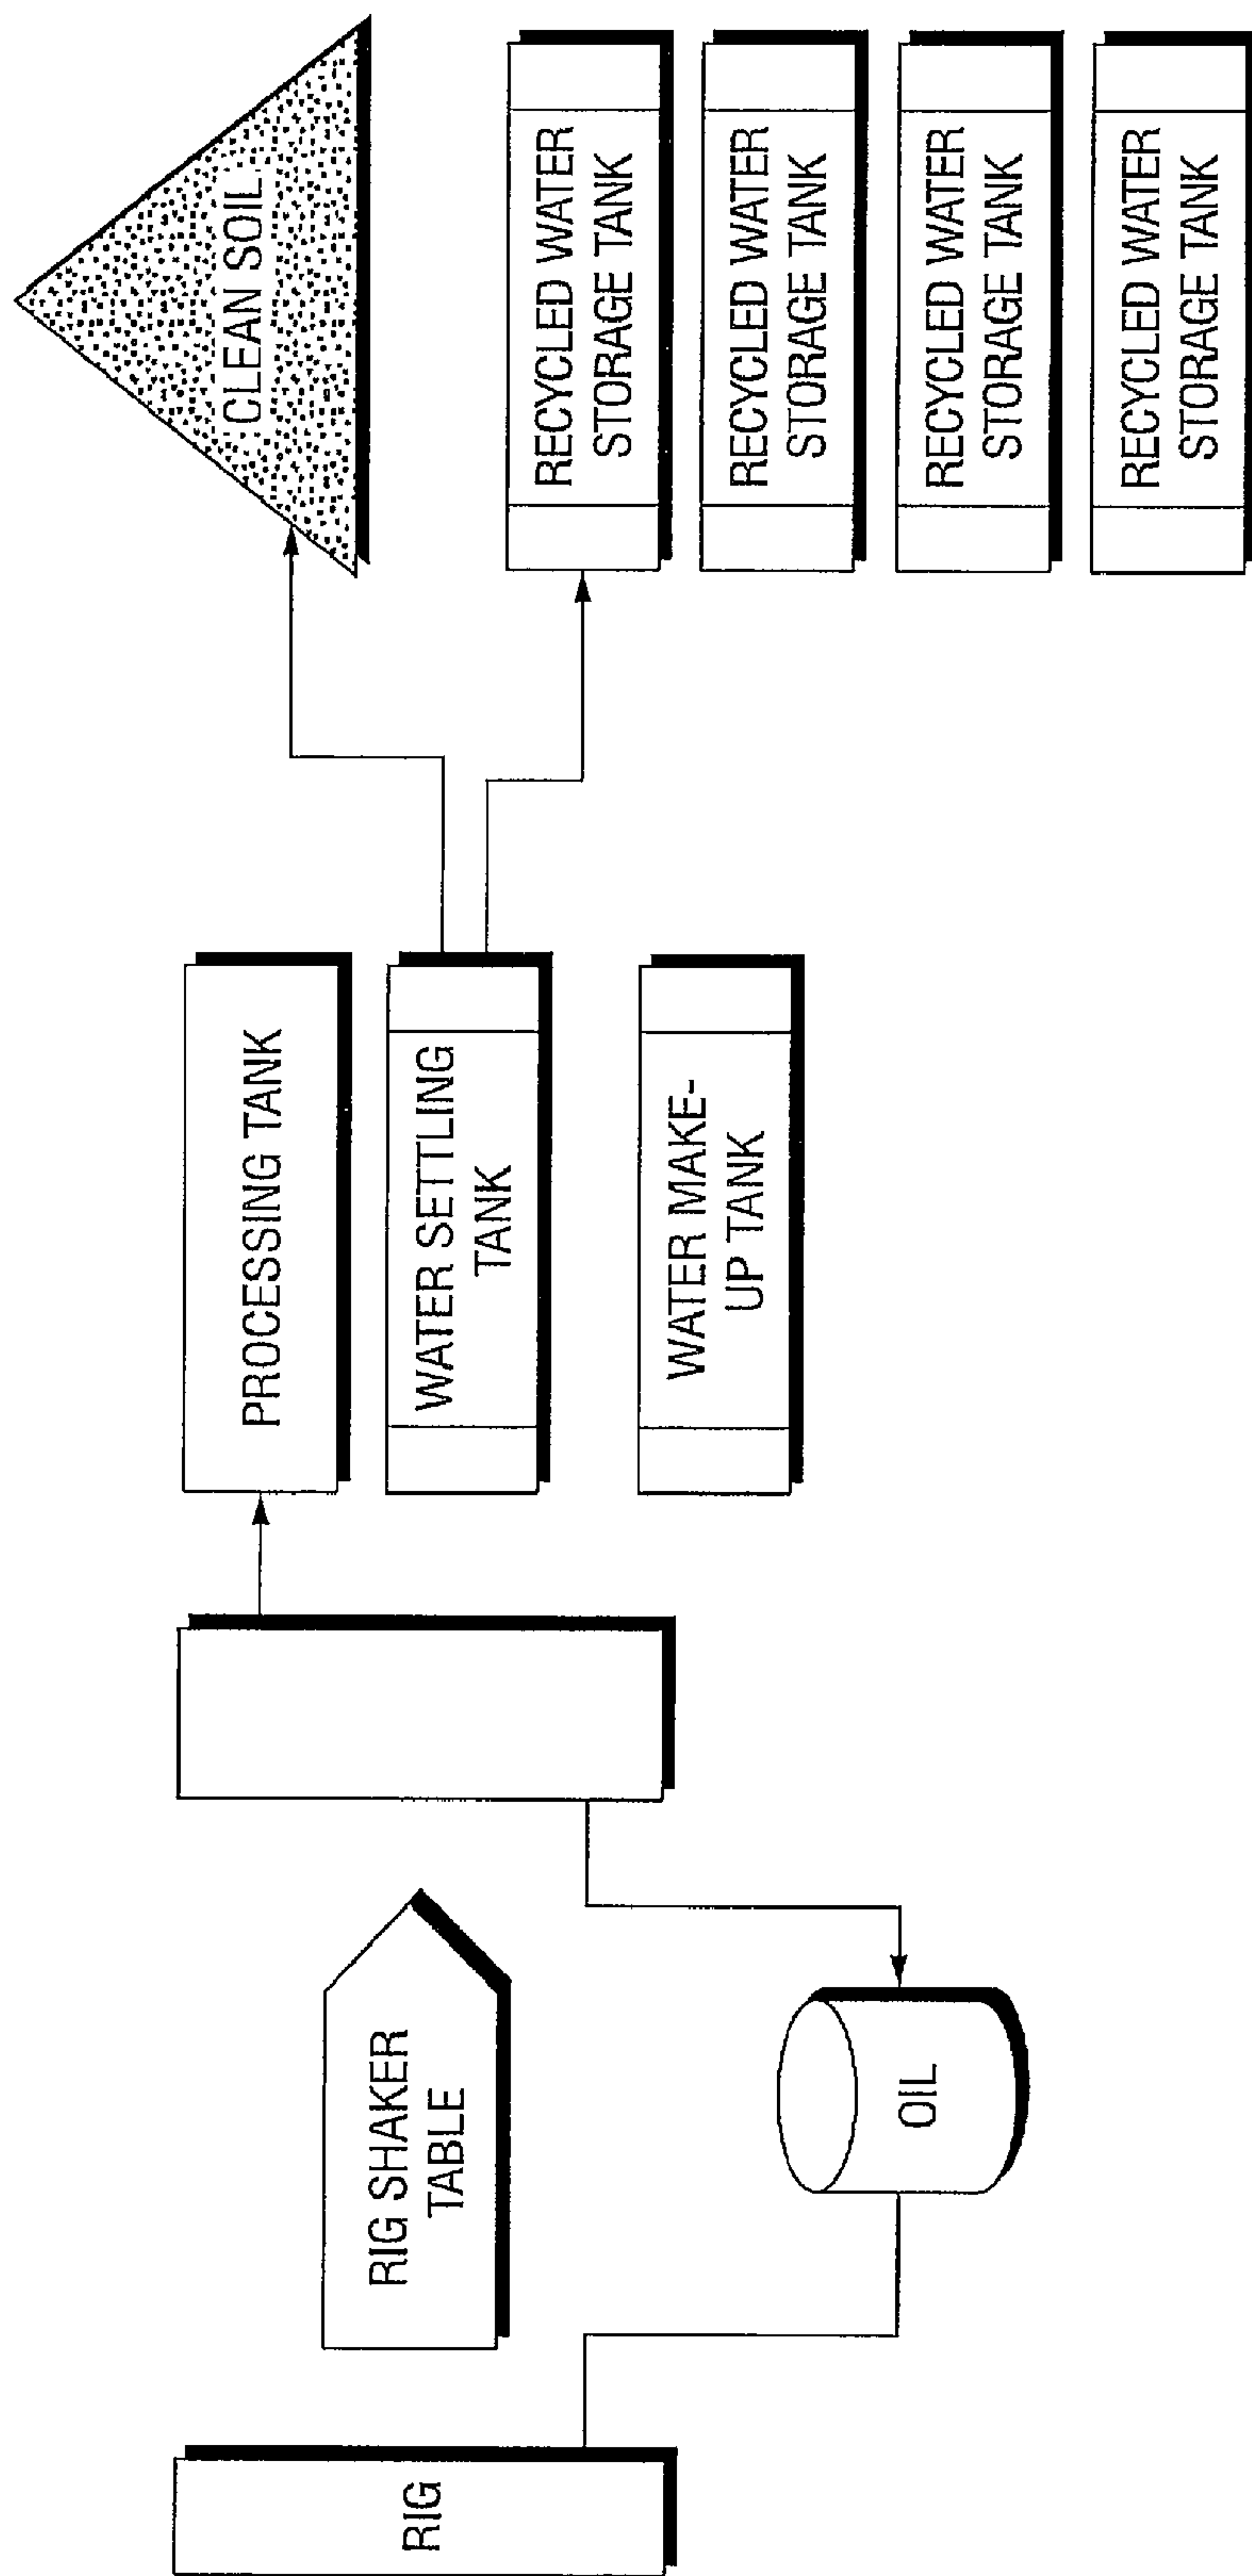 RIG
RIG SHAKER
TABLE
OIL
PROCESSING TANK
WATER SETTLING
TANK
WATER MAKE-
UP TANK
CLEAN SOIL
RECYCLED WATER
STORAGE TANK
RECYCLED WATER
STORAGE TANK
RECYCLED WATER
STORAGE TANK
RECYCLED WATER
STORAGE TANK